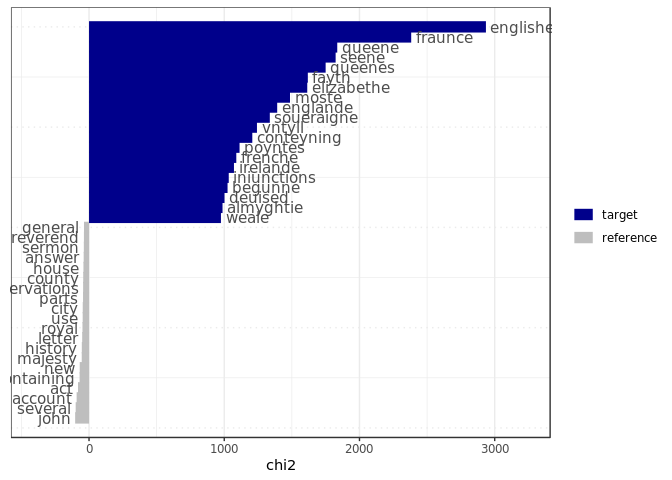 englishe
fraunce
queene
seene
queenes
fayth
elizabethe
moste
englande
soueraigne
vntyll
conteyning
poyntes
frenche
irelande
iniunctions
begunne
deuised
almyghtie
weale
general
reverend
sermon
answer
house
county
ervations
parts
city
use
royal
letter
history
majesty
new
ontaining
act
account
several
john
0 1000 2000 3000
chi2
target
reference